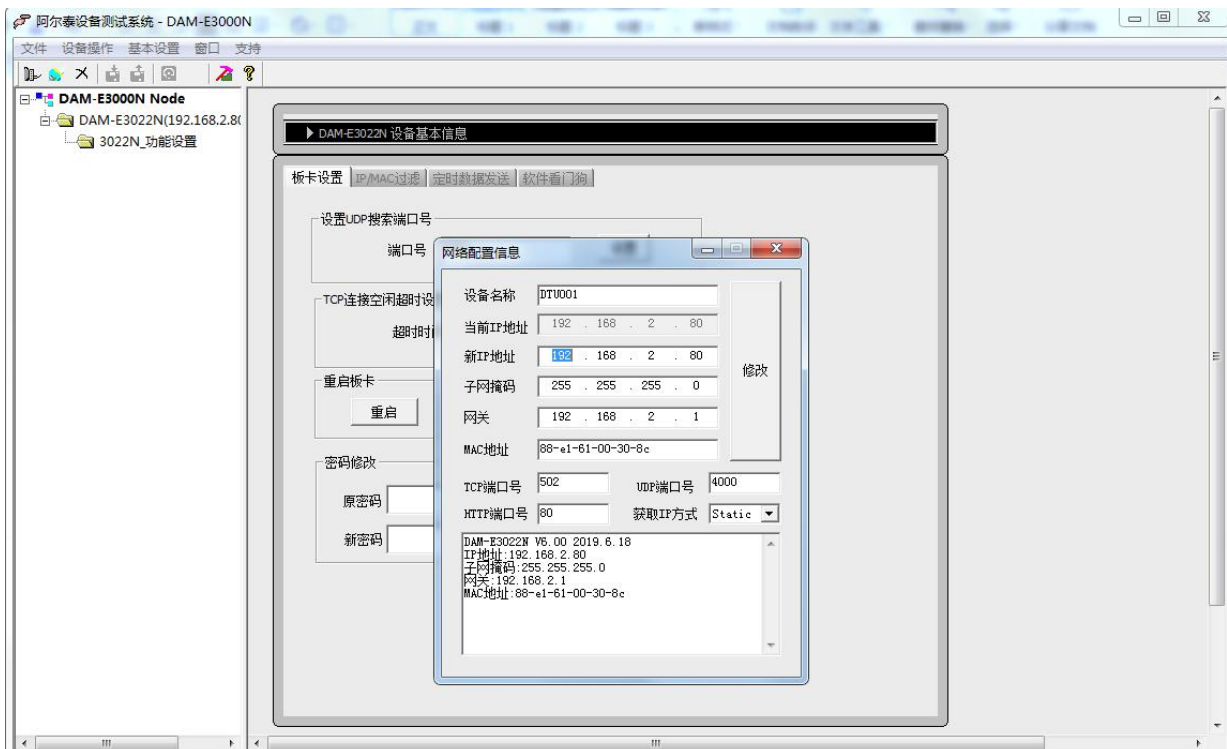 阿尔泰设备测试系统 - DAM-E3000N
文件 设备操作 基本设置 窗口 支持
DAM-E3000N Node
DAM-E3022N(192.168.2.8(
3022N_功能设置
DAM-E3022N 设备基本信息
板卡设置 IP/MAC过滤 定时数据发送 软件看门狗
设置UDP搜索端口号
端口号
TCP连接空闲超时设
超时时
重启板卡
重启
密码修改
原密码
新密码
网络配置信息
设备名称 DTU001
当前IP地址 192 . 168 . 2 . 80
新IP地址 192 . 168 . 2 . 80
子网掩码 255 . 255 . 255 . 0
网关 192 . 168 . 2 . 1
MAC地址 88-e1-61-00-30-8c
修改
TCP端口号 502 UDP端口号 4000
HTTP端口号 80 获取IP方式 Static
DAM-E3022N V6.00 2019.6.18
IP地址:192.168.2.80
子网掩码:255.255.255.0
网关:192.168.2.1
MAC地址:88-e1-61-00-30-8c